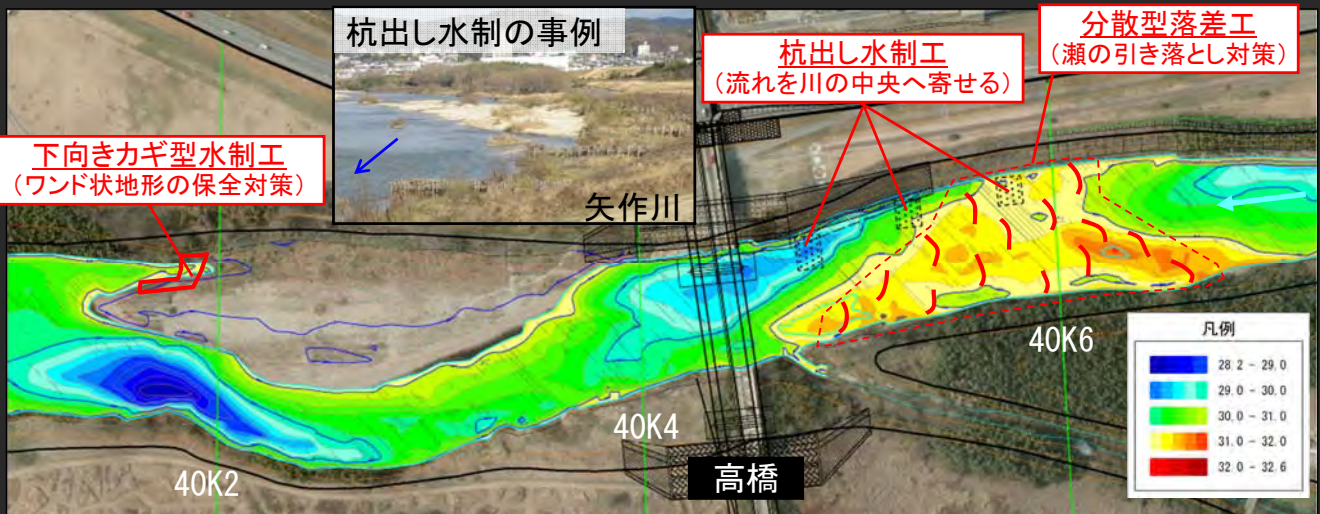 杭出し水制の事例
矢作川
分散型落差工
(瀬の引き落とし対策)
杭出し水制工
(流れを川の中央へ寄せる)
下向きカギ型水制工
(ワンド状地形の保全対策)
40K6
40K4
40K2
高橋
凡例
28.2 - 29.0
29.0 - 30.0
30.0 - 31.0
31.0 - 32.0
32.0 - 32.6